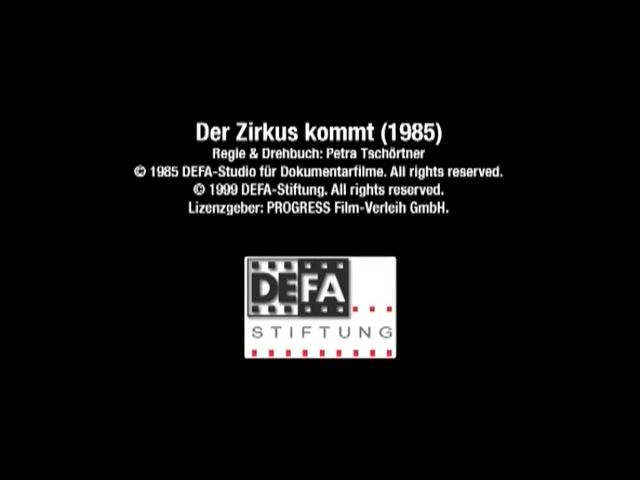 Der Zirkus kommt (1985)
Regie & Drehbuch: Petra Tschörtner
© 1985 DEFA-Studio für Dokumentarfilme. All rights reserved.
© 1999 DEFA-Stiftung. All rights reserved.
Lizenzgeber: PROGRESS Film-Verleih GmbH.
DEFA
STIFTUNG